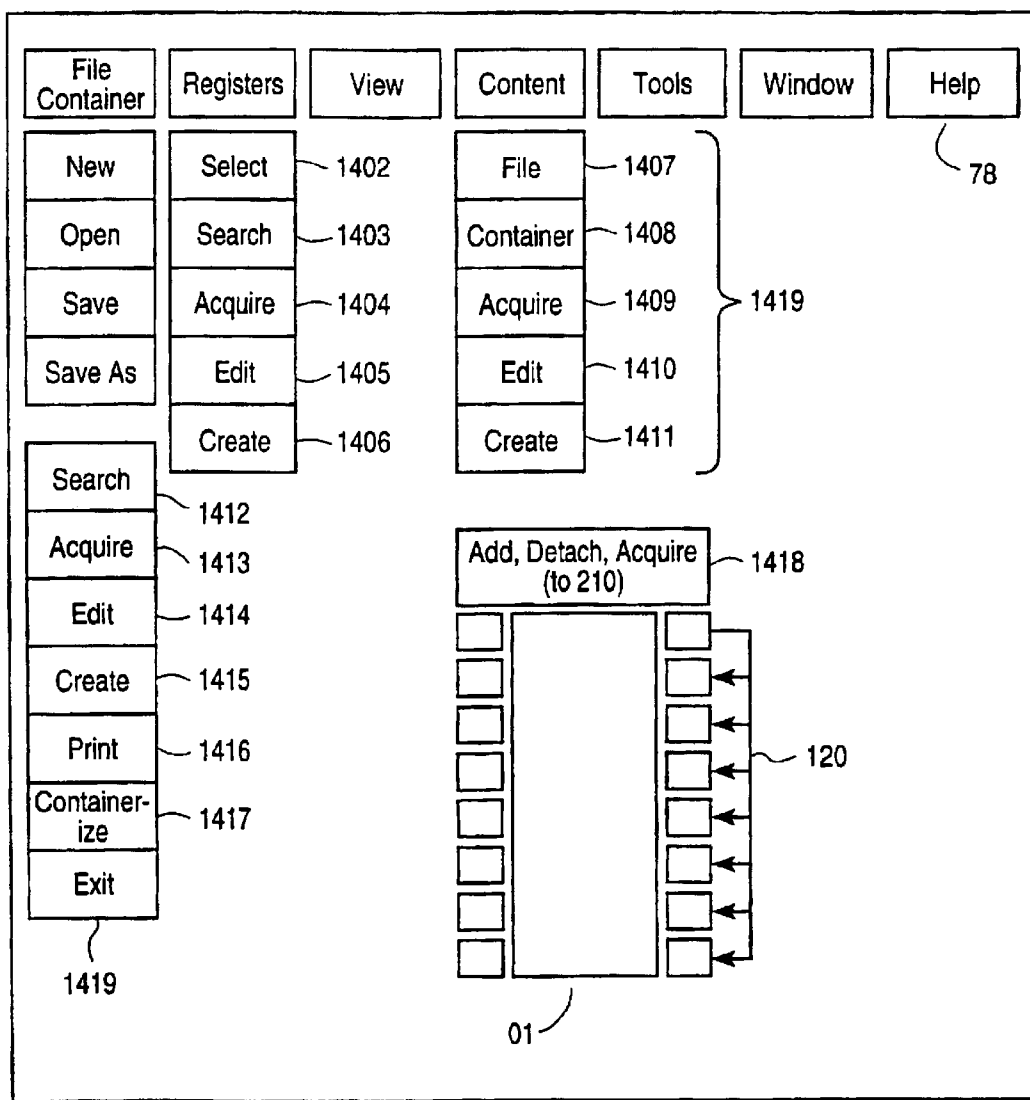 File
Container
Registers
View
Content
Tools
Window
Help
78
New
Open
Save
Save As
Select
1402
Search
1403
Acquire
1404
Edit
1405
Create
1406
File
1407
Container
1408
Acquire
1409
Edit
1410
Create
1411
1419
Search
1412
Acquire
1413
Edit
1414
Create
1415
Print
1416
Container-
ize
1417
Exit
1419
Add, Detach, Acquire
(to 210)
1418
120
01